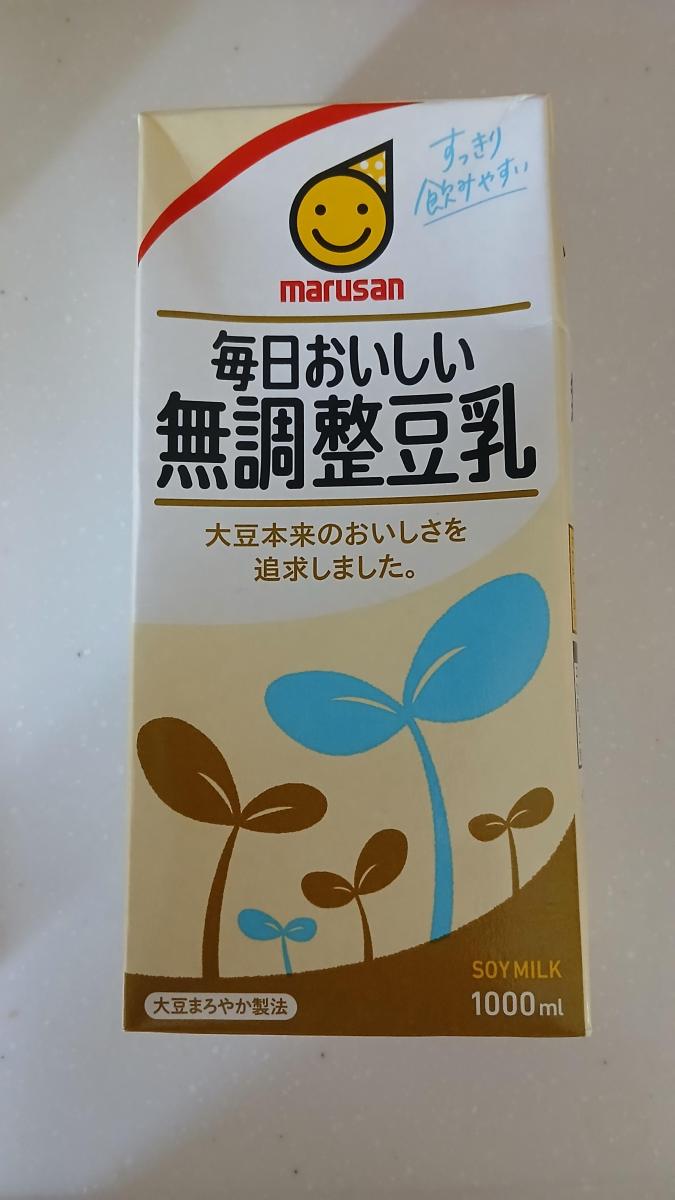 すっきり
飲みやすい
marusan
毎日おいしい
無調整豆乳
大豆本来のおいしさを
追求しました。
SOY MILK
大豆まろやか製法
1000ml